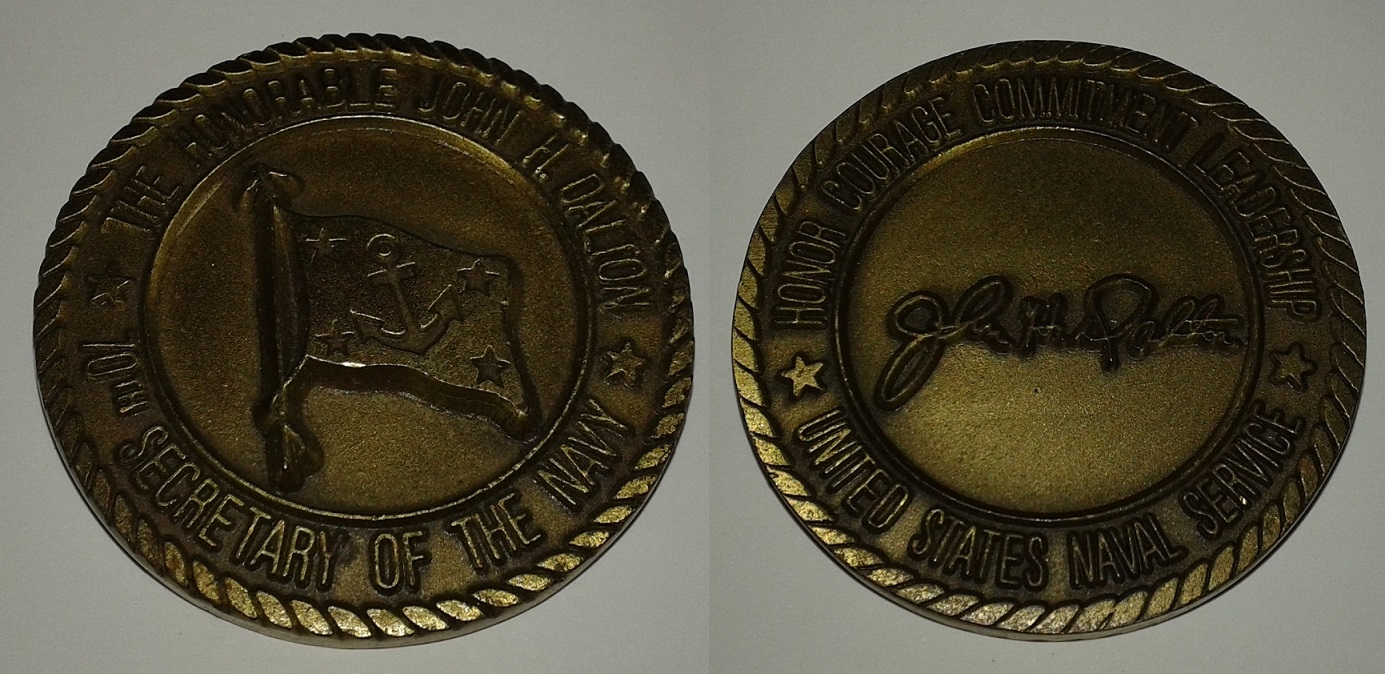 THE HONORABLE JOHN H. DALTON
70TH SECRETARY OF THE NAVY
HONOR COURAGE COMMITMENT LEADERSHIP
John H. Dalton
UNITED STATES NAVAL SERVICE